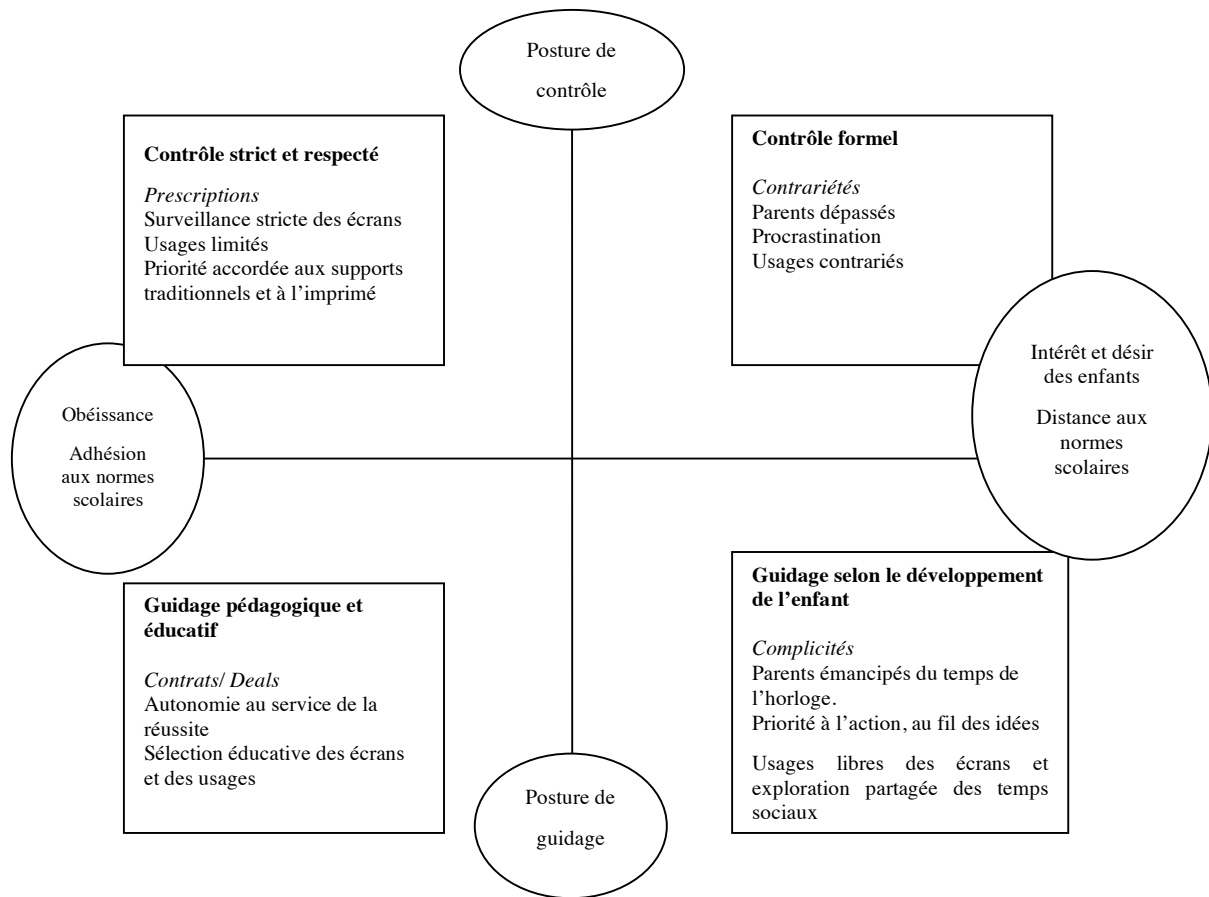 Posture de
contrôle
Contrôle strict et respecté
Prescriptions
Surveillance stricte des écrans
Usages limités
Priorité accordée aux supports
traditionnels et à l’imprimé
Contrôle formel
Contrariétés
Parents dépassés
Procrastination
Usages contrariés
Obéissance
Adhésion
aux normes
scolaires
Intérêt et désir
des enfants
Distance aux
normes
scolaires
Guidage pédagogique et
éducatif
Contrats/ Deals
Autonomie au service de la
réussite
Sélection éducative des écrans
et des usages
Guidage selon le développement
de l’enfant
Complicités
Parents émancipés du temps de
l’horloge.
Priorité à l’action, au fil des idées
Usages libres des écrans et
exploration partagée des temps
sociaux
Posture de
guidage